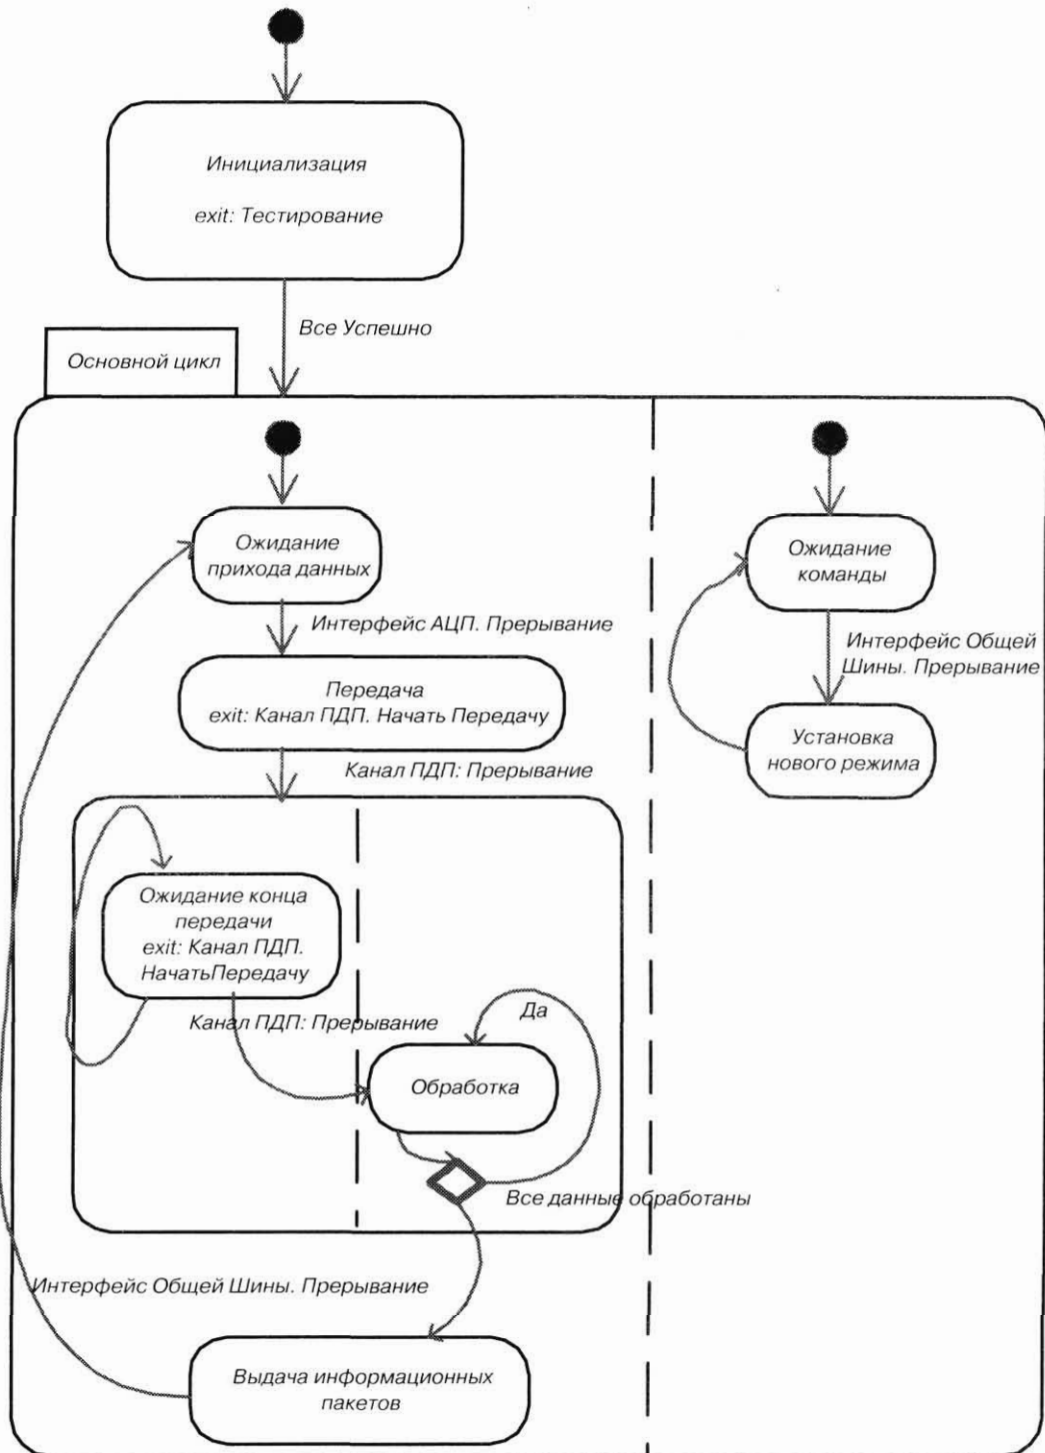 Инициализация
exit: Тестирование
Все Успешно
Основной цикл
Ожидание
прихода данных
Интерфейс АЦП. Прерывание
Передача
exit: Канал ПДП. Начать Передачу
Канал ПДП: Прерывание
Ожидание конца
передачи
exit: Канал ПДП.
НачатьПередачу
Канал ПДП: Прерывание
Да
Обработка
Все данные обработаны
Интерфейс Общей Шины. Прерывание
Выдача информационных
пакетов
Ожидание
команды
Интерфейс Общей
Шины. Прерывание
Установка
нового режима